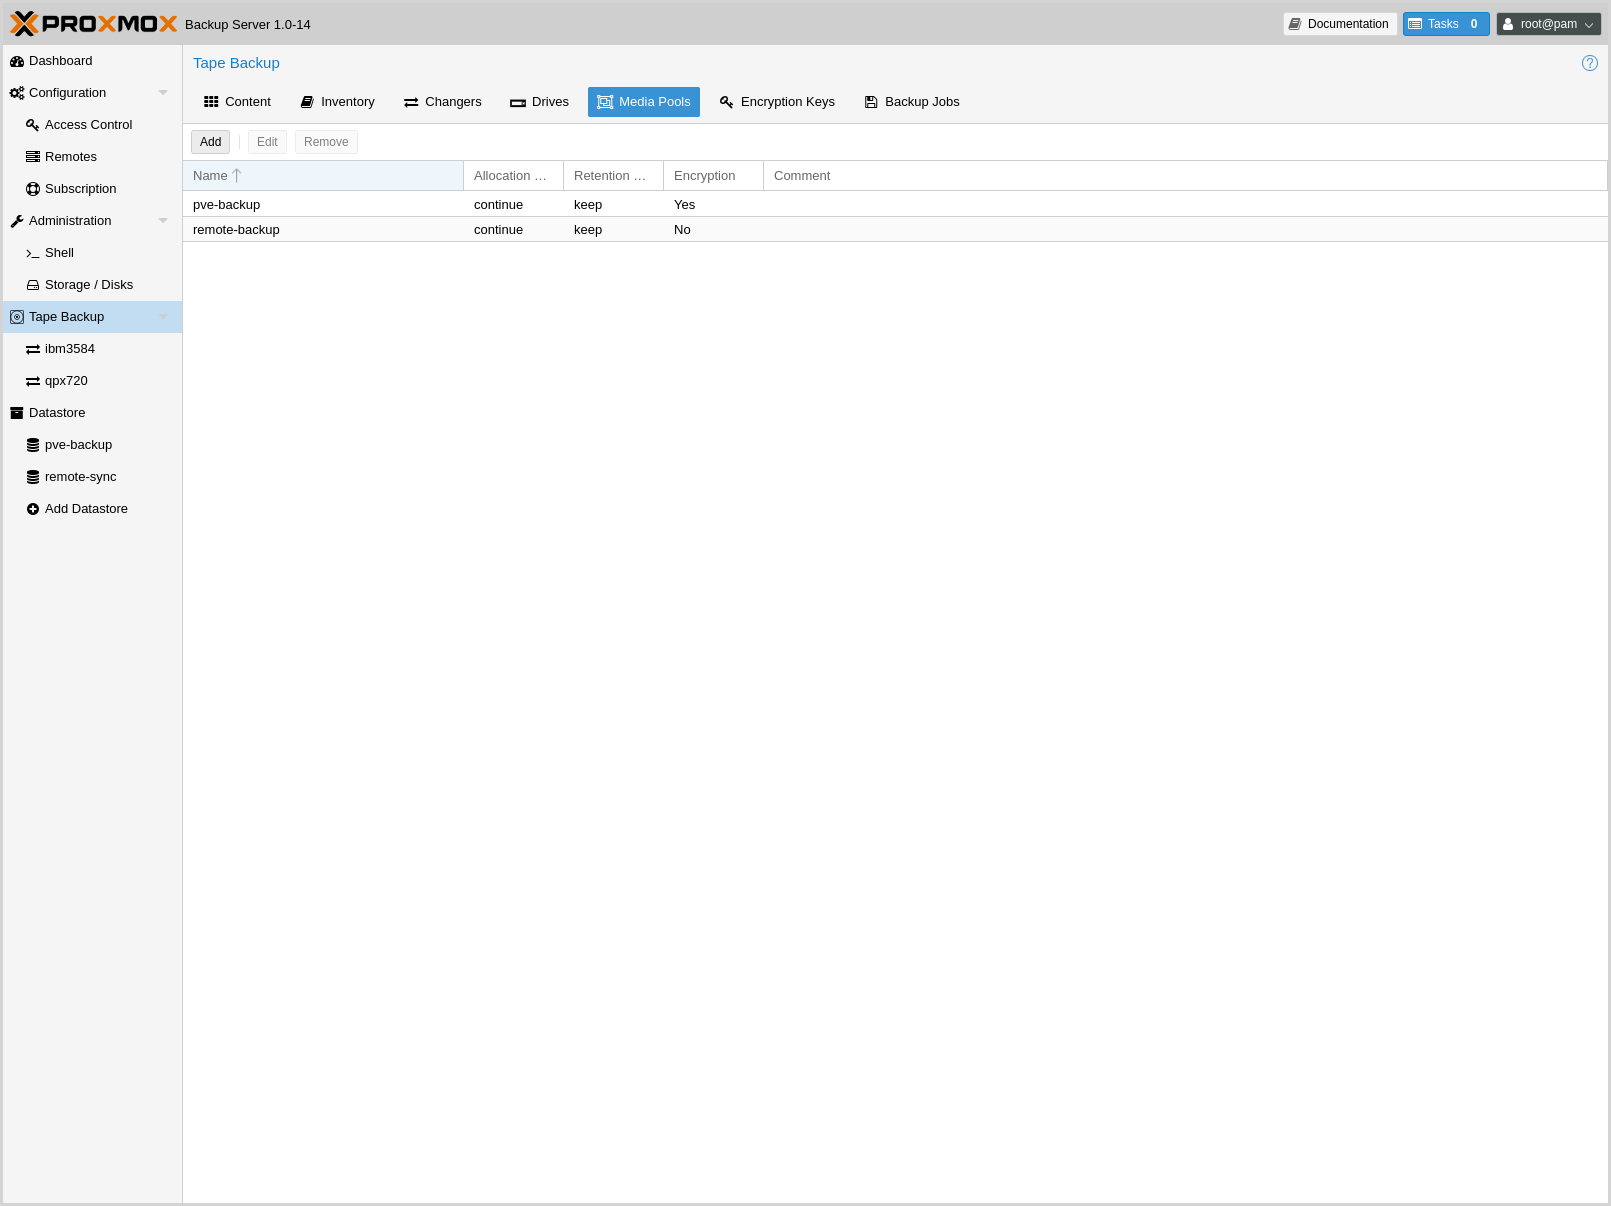 PROXMOX Backup Server 1.0-14 Documentation Tasks 0 root@pam
Dashboard
Configuration
Access Control
Remotes
Subscription
Administration
Shell
Storage / Disks
Tape Backup
ibm3584
qpx720
Datastore
pve-backup
remote-sync
Add Datastore
Tape Backup
Content Inventory Changers Drives Media Pools Encryption Keys Backup Jobs
Add Edit Remove
Name Allocation … Retention … Encryption Comment
pve-backup continue keep Yes
remote-backup continue keep No